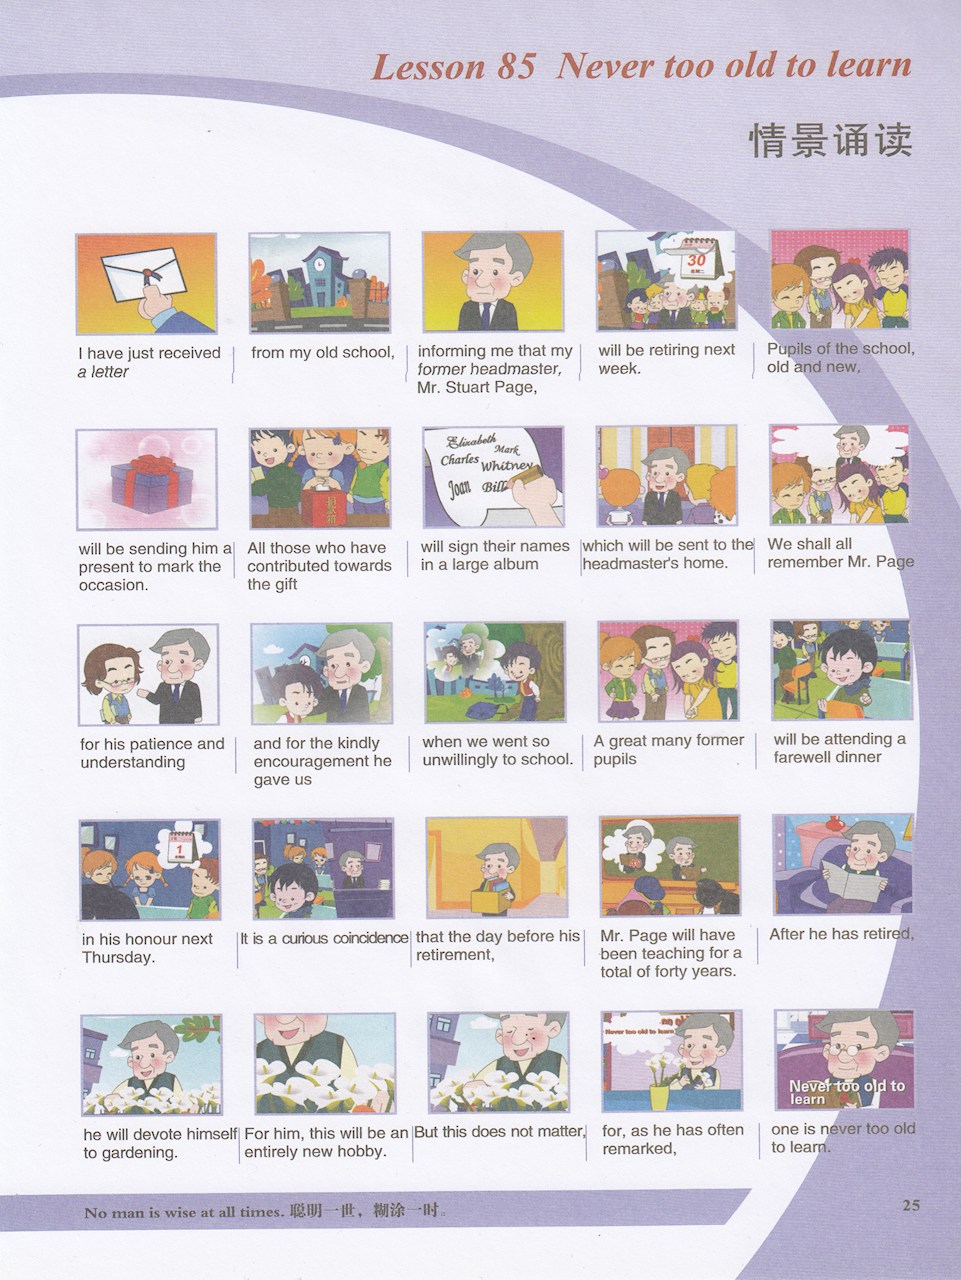 Lesson 85 Never too old to learn
情景诵读
30
星期二
I have just received
a letter
from my old school,
informing me that my
former headmaster,
Mr. Stuart Page,
will be retiring next
week.
Pupils of the school,
old and new,
Elizabeth
Mark
Charles
Whitney
Joan
Bill
will be sending him a
present to mark the
occasion.
All those who have
contributed towards
the gift
will sign their names
in a large album
which will be sent to the
headmaster's home.
We shall all
remember Mr. Page
for his patience and
understanding
and for the kindly
encouragement he
gave us
when we went so
unwillingly to school.
A great many former
pupils
will be attending a
farewell dinner
1
in his honour next
Thursday.
It is a curious coincidence
that the day before his
retirement,
Mr. Page will have
been teaching for a
total of forty years.
After he has retired,
Never too old to learn
Never too old to
learn
he will devote himself
to gardening.
For him, this will be an
entirely new hobby.
But this does not matter,
for, as he has often
remarked,
one is never too old
to learn.
No man is wise at all times. 聪明一世，糊涂一时。
25